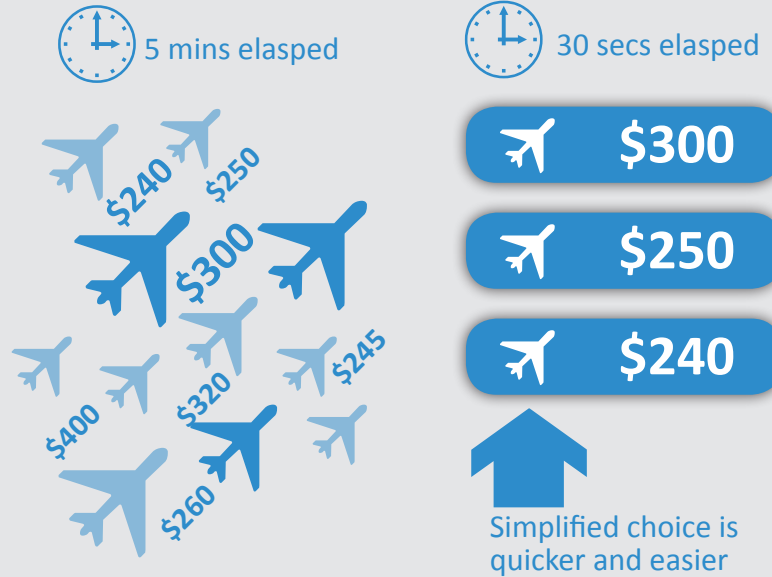 5 mins elasped
$240
$250
$300
$245
$320
$400
$260
30 secs elasped
$300
$250
$240
Simplified choice is
quicker and easier